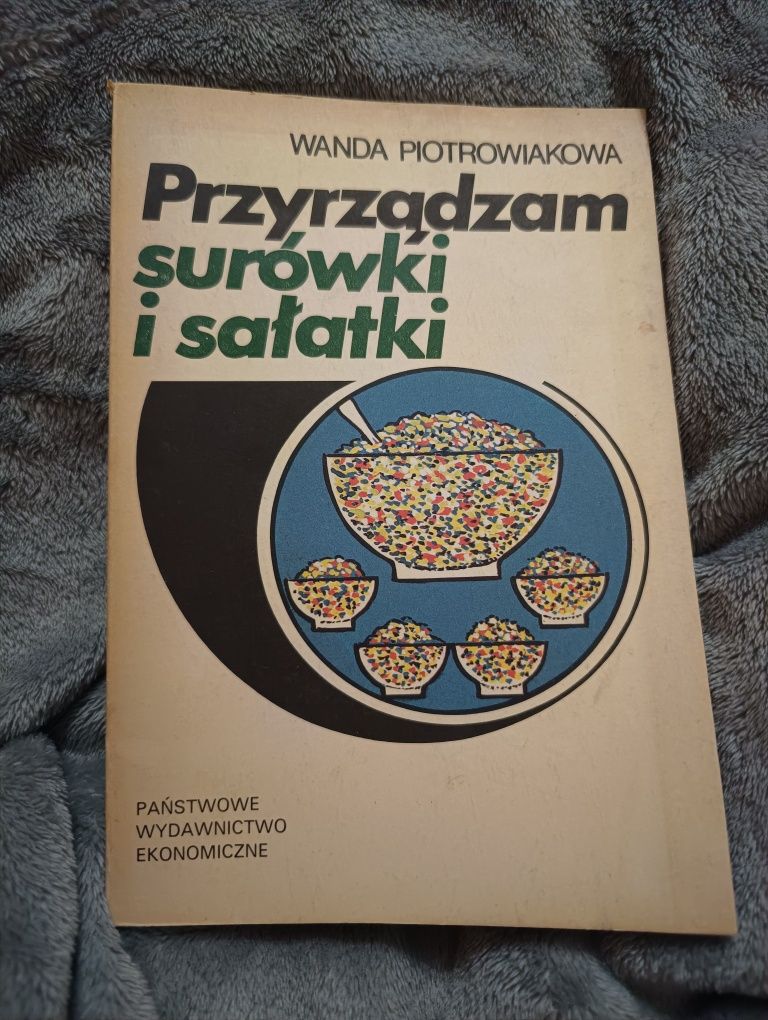 WANDA PIOTROWIAKOWA
Przyrządzam
surówki
i sałatki
PAŃSTWOWE
WYDAWNICTWO
EKONOMICZNE